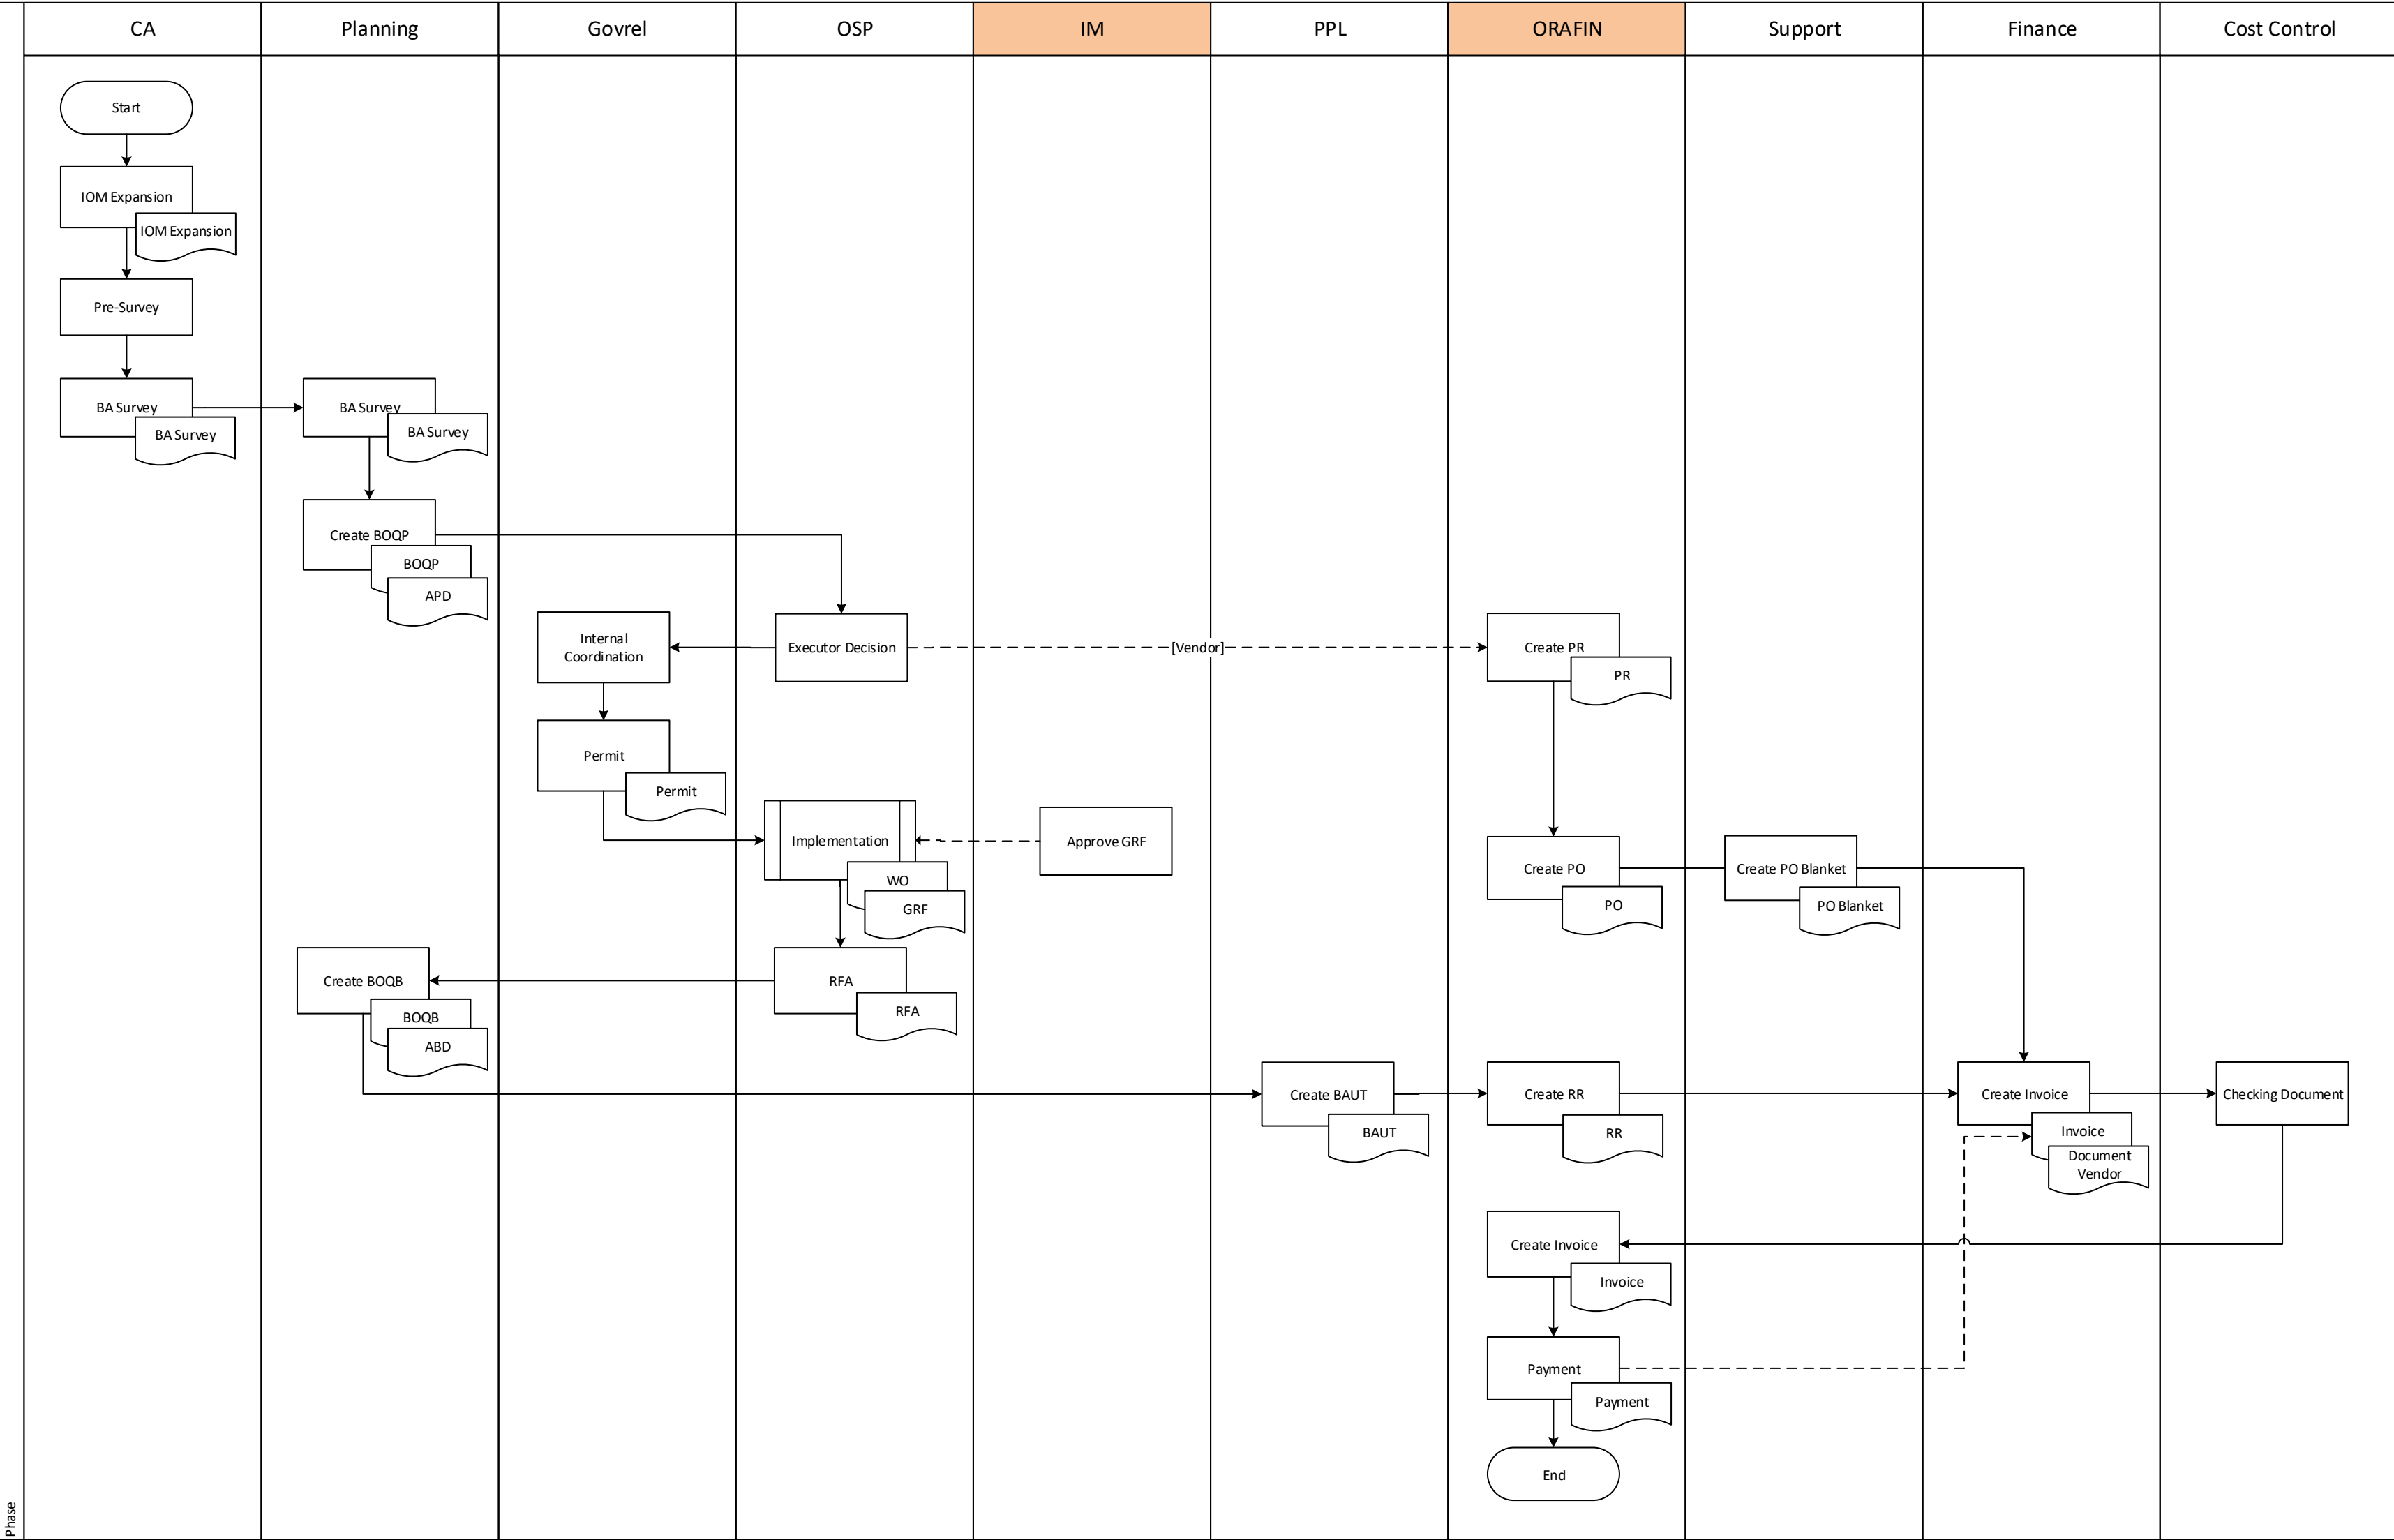 CA
Planning
Govrel
OSP
IM
PPL
ORAFIN
Support
Finance
Cost Control
Start
IOM Expansion
IOM Expansion
Pre-Survey
BA Survey
BA Survey
BA Survey
BA Survey
Create BOQP
BOQP
APD
Internal
Coordination
Executor Decision
[Vendor]
Create PR
PR
Permit
Permit
Implementation
WO
GRF
Approve GRF
Create PO
PO
Create PO Blanket
PO Blanket
Create BOQB
BOQB
ABD
RFA
RFA
Create BAUT
BAUT
Create RR
RR
Create Invoice
Invoice
Document
Vendor
Checking Document
Create Invoice
Invoice
Payment
Payment
End
Phase